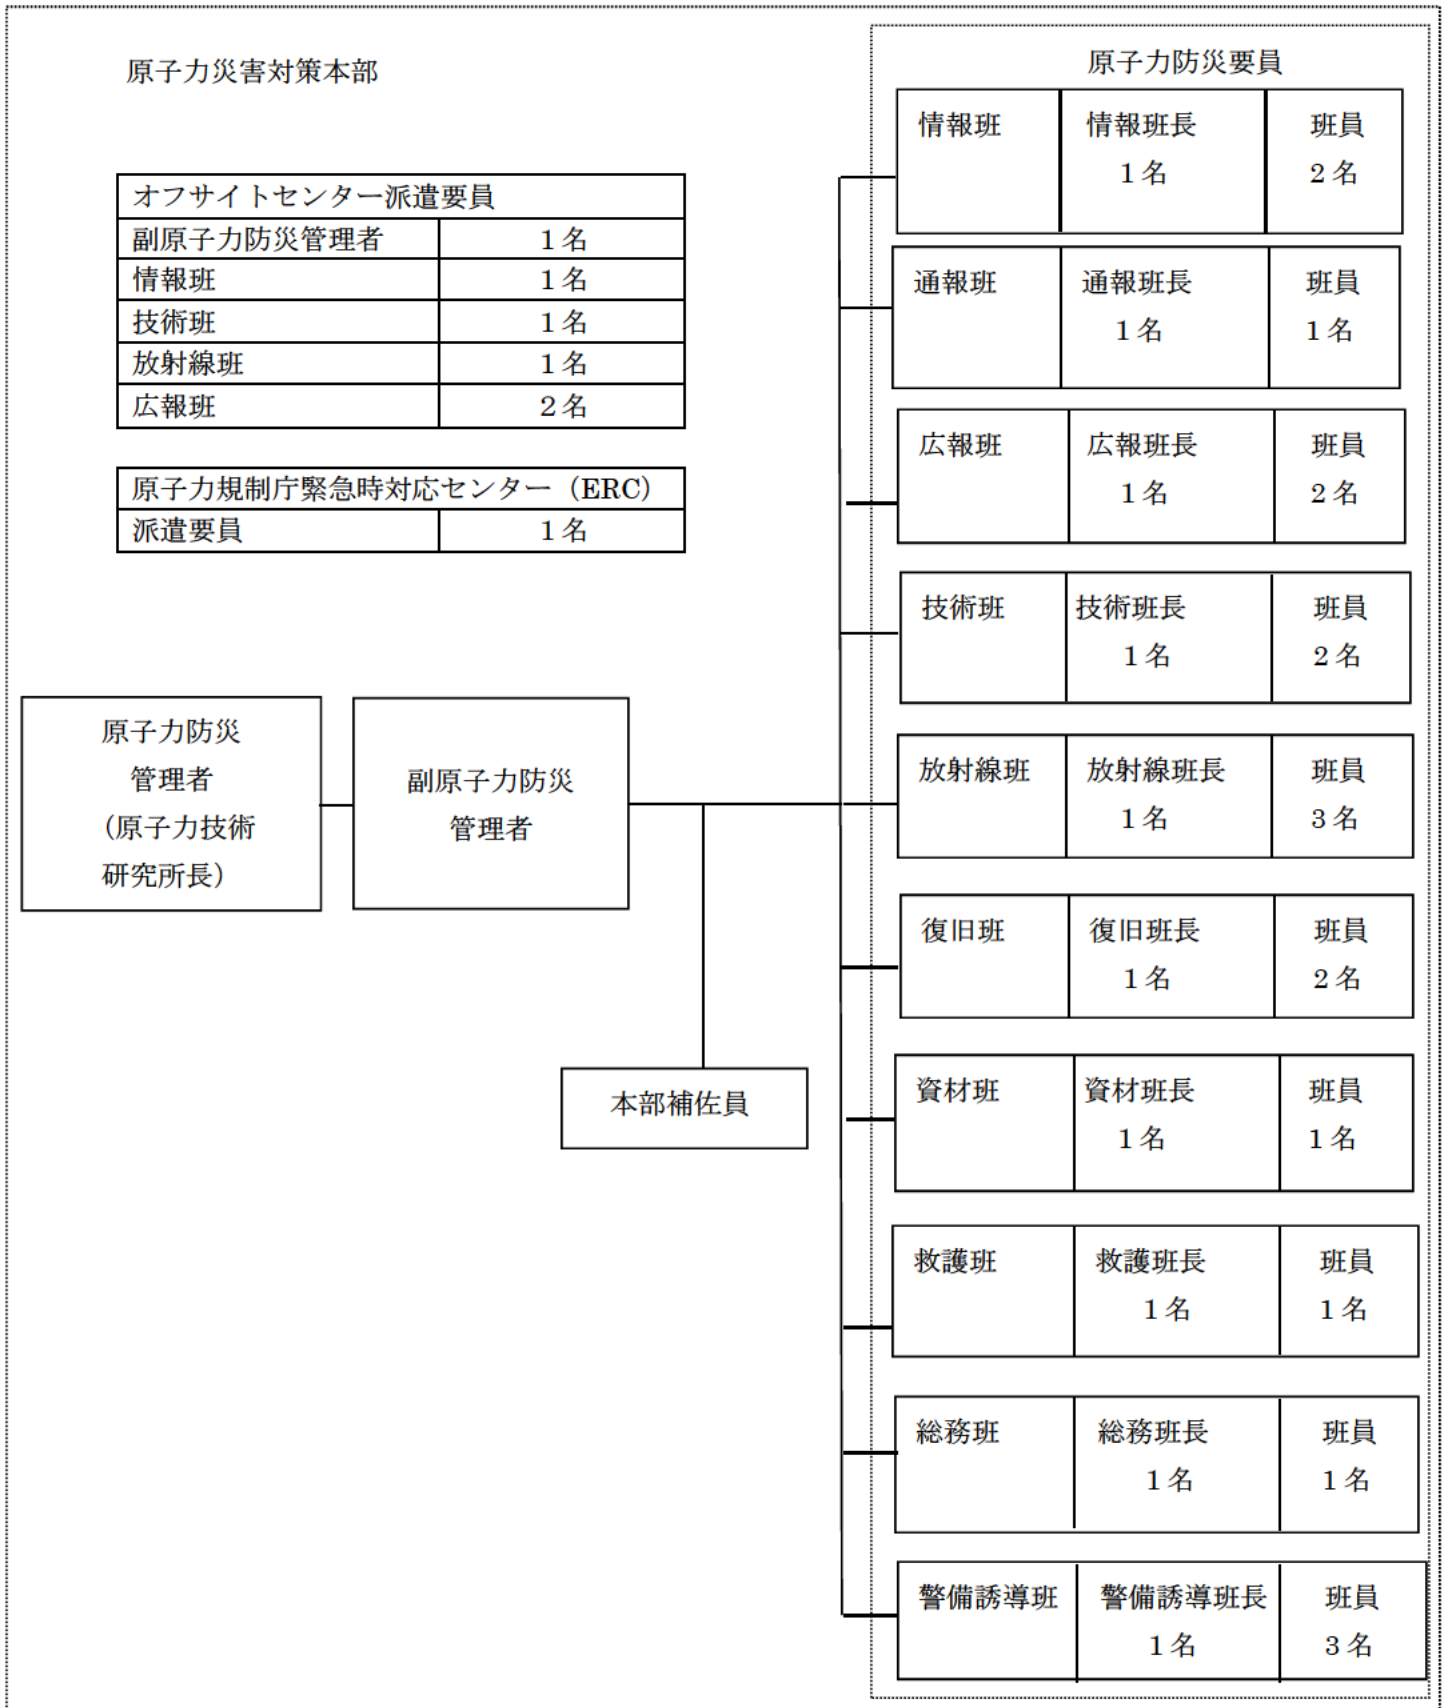 原子力災害対策本部
オフサイトセンター派遣要員
副原子力防災管理者 1名
情報班 1名
技術班 1名
放射線班 1名
広報班 2名
原子力規制庁緊急時対応センター（ERC）
派遣要員 1名
原子力防災
管理者
(原子力技術
研究所長)
副原子力防災
管理者
本部補佐員
原子力防災要員
情報班 情報班長 班員
1名 2名
通報班 通報班長 班員
1名 1名
広報班 広報班長 班員
1名 2名
技術班 技術班長 班員
1名 2名
放射線班 放射線班長 班員
1名 3名
復旧班 復旧班長 班員
1名 2名
資材班 資材班長 班員
1名 1名
救護班 救護班長 班員
1名 1名
総務班 総務班長 班員
1名 1名
警備誘導班 警備誘導班長 班員
1名 3名